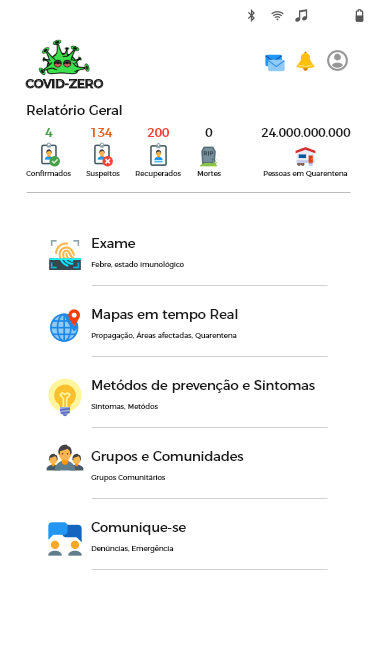 COVID-ZERO
Relatório Geral
4 134 200 0 24.000.000.000
RIP
Confirmados Suspeitos Recuperados Mortes Pessoas em Quarentena
Exame
Febre, estado imunológico
Mapas em tempo Real
Propagação, Áreas afectadas, Quarentena
Metódos de prevenção e Sintomas
Sintomas, Metódos
Grupos e Comunidades
Grupos Comunitários
Comunique-se
Denúncias, Emergência